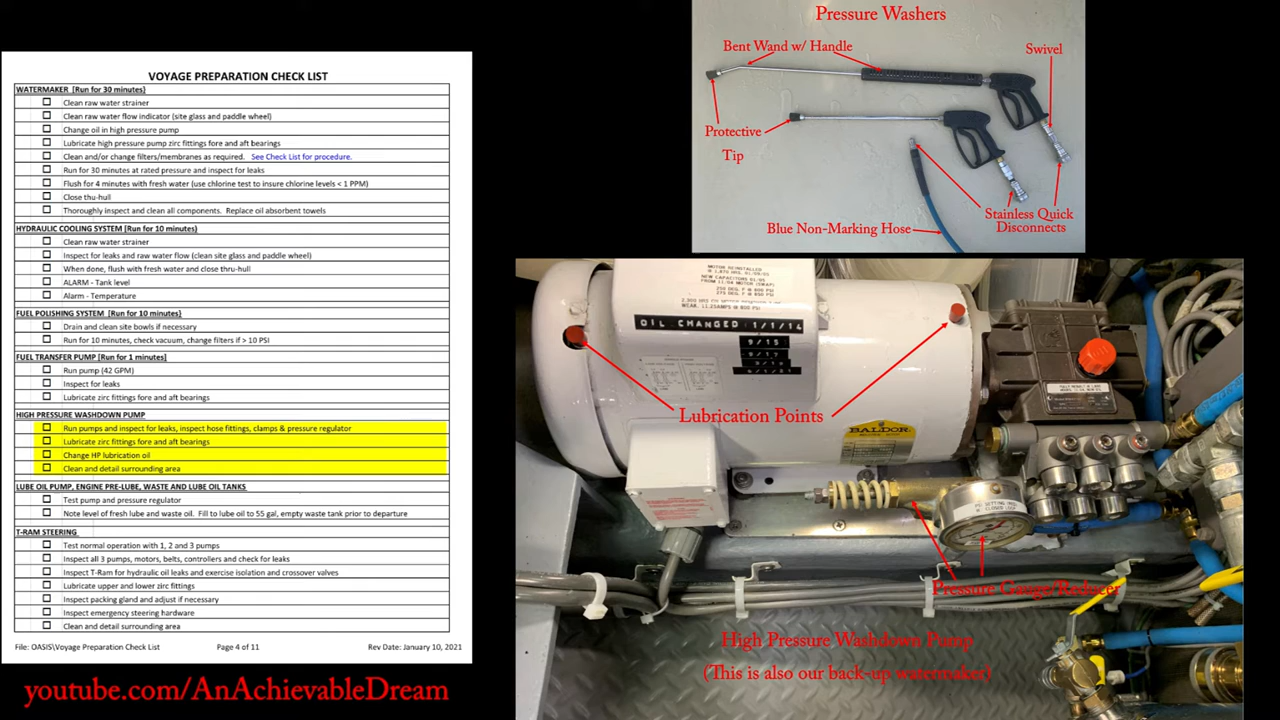 VOYAGE PREPARATION CHECK LIST
WATERMAKER [Run for 30 minutes)
Clean raw water strainer
Clean raw water flow indicator (site glass and paddle wheel)
Change oil in high pressure pump
Lubricate high pressure pump zirc fittings fore and aft bearings
Clean and/or change filters/membranes as required. See Check List for procedure.
Run for 30 minutes at rated pressure and inspect for leaks
Flush for 4 minutes with fresh water (use chlorine test to insure chlorine levels < 1 PPM)
Close thu-hull
Thoroughly inspect and clean all components. Replace oil absorbent towels
HYDRAULIC COOLING SYSTEM [Run for 10 minutes)
Clean raw water strainer
Inspect for leaks and raw water flow (clean site glass and paddle wheel)
When done, flush with fresh water and close thru-hull
ALARM - Tank level
Alarm - Temperature
FUEL POLISHING SYSTEM [Run for 10 minutes)
Drain and clean site bowls if necessary
Run for 10 minutes, check vacuum, change filters if > 10 PSI
FUEL TRANSFER PUMP [Run for 1 minutes]
Run pump (42 GPM)
Inspect for leaks
Lubricate zirc fittings fore and aft bearings
HIGH PRESSURE WASHDOWN PUMP
Run pumps and inspect for leaks, inspect hose fittings, clamps & pressure regulator
Lubricate zirc fittings fore and aft bearings
Change HP lubrication oil
Clean and detail surrounding area
LUBE OIL PUMP, ENGINE PRE-LUBE, WASTE AND LUBE OIL TANKS
Test pump and pressure regulator
Note level of fresh lube and waste oil. Fill to lube oil to 55 gal, empty waste tank prior to departure
T-RAM STEERING
Test normal operation with 1, 2 and 3 pumps
Inspect all 3 pumps, motors, belts, controllers and check for leaks
Inspect T-Ram for hydraulic oil leaks and exercise isolation and crossover valves
Lubricate upper and lower zirc fittings
Inspect packing gland and adjust if necessary
Inspect emergency steering hardware
Clean and detail surrounding area
File: OASIS\Voyage Preparation Check List Page 4 of 11 Rev Date: January 10, 2021
youtube.com/AnAchievableDream
Pressure Washers
Bent Wand w/ Handle
Swivel
Protective
Tip
Stainless Quick
Disconnects
Blue Non-Marking Hose
MOTOR REINSTALLED
NEW CAPACITORS 01/05
OIL CHANGED 1/1/14
9/15
Lubrication Points
BALDOR
Pressure Gauge/Reducer
High Pressure Washdown Pump
(This is also our back-up watermaker)